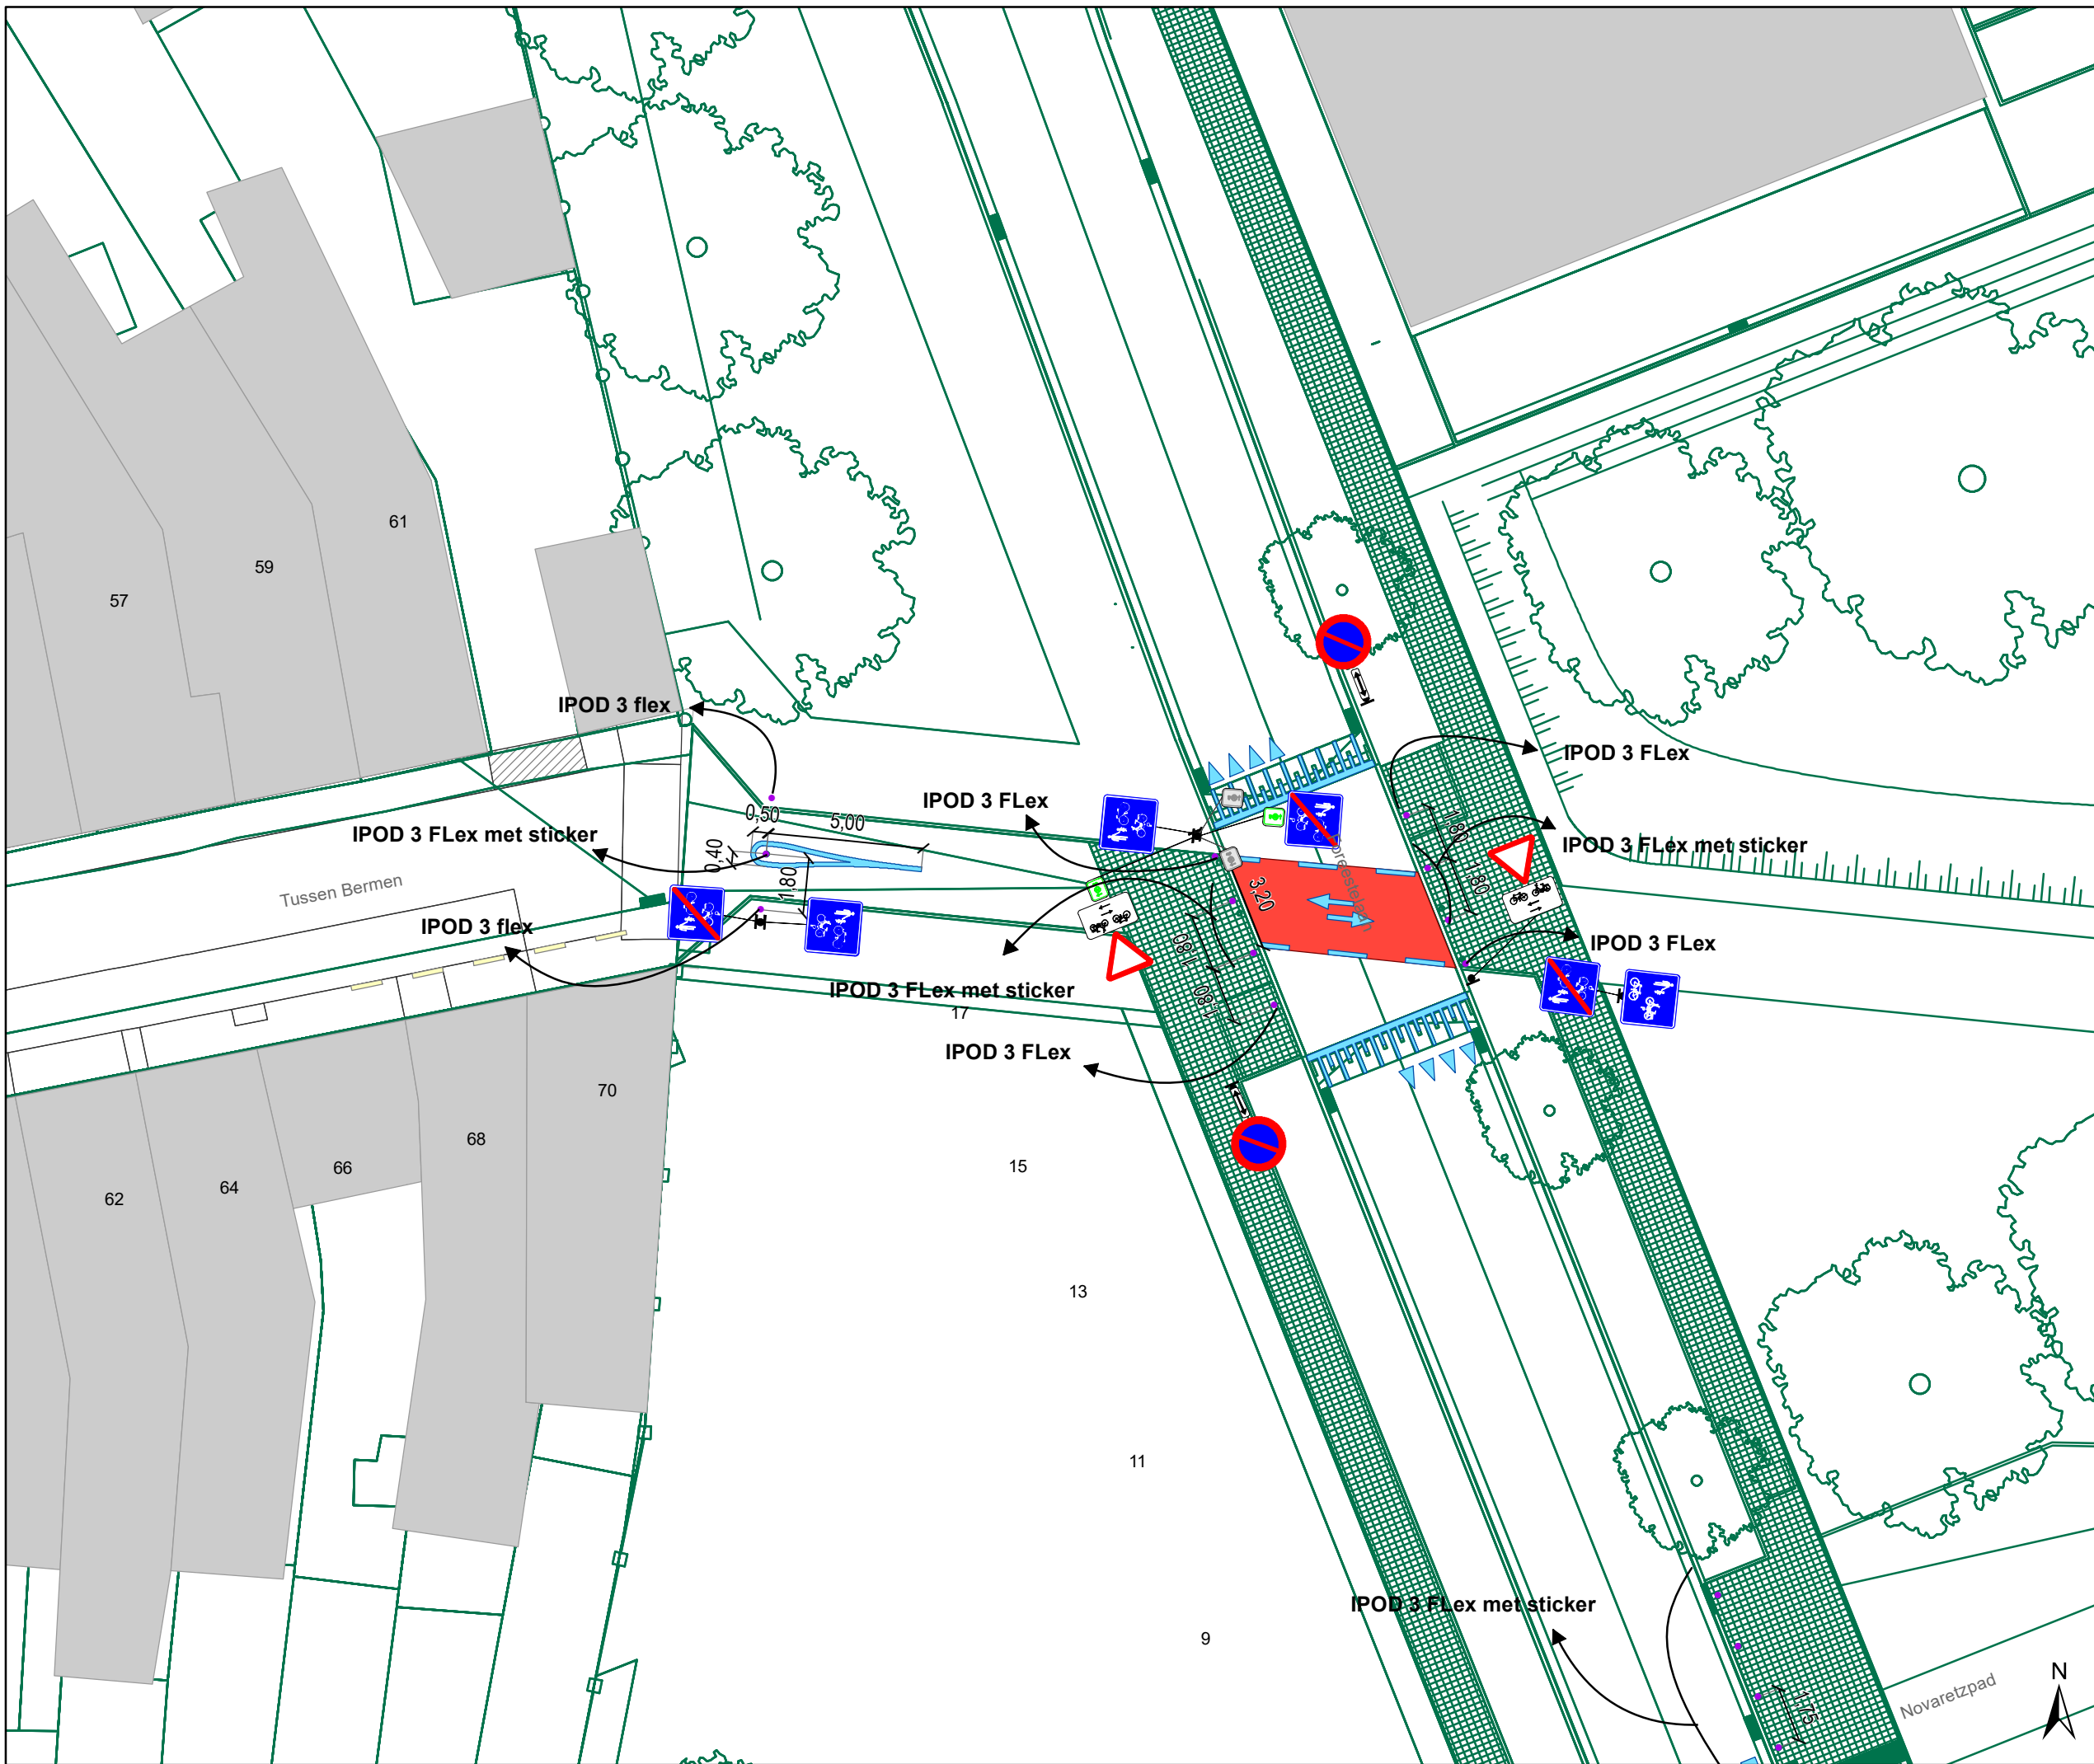 61
59
57
IPOD 3 flex
IPOD 3 FLex
IPOD 3 FLex
0,50
5,00
IPOD 3 FLex met sticker
0,40
1,80
IPOD 3 FLex met sticker
1,80
1,80
Tussen Bermen
3,20
IPOD 3 flex
IPOD 3 FLex
1,80
1,80
IPOD 3 FLex met sticker
17
IPOD 3 FLex
70
68
66
64
62
15
13
11
9
IPOD 3 FLex met sticker
N
Novaretzpad
1,75